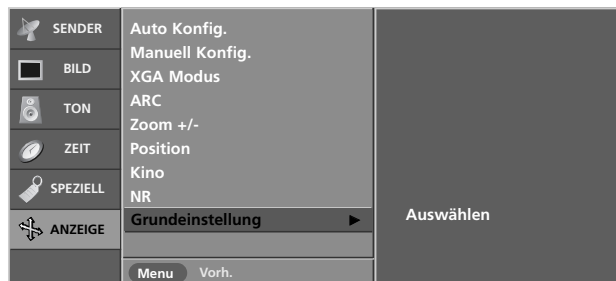 SENDER
BILD
TON
ZEIT
SPEZIELL
ANZEIGE
Auto Konfig.
Manuell Konfig.
XGA Modus
ARC
Zoom +/-
Position
Kino
NR
Grundeinstellung ►
Menu Vorh.
Auswählen